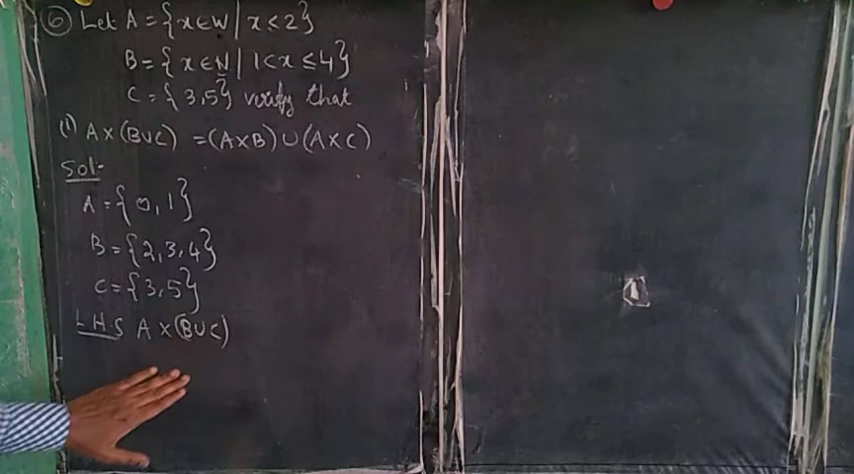 ⑥ Let A = {x∈W | x ≤ 2}
B = {x∈N | 1 < x ≤ 4}
C = {3,5} verify that
(i) A×(B∪C) = (A×B)∪(A×C)
Sol:-
A = {0,1}
B = {2,3,4}
C = {3,5}
LHS A×(B∪C)